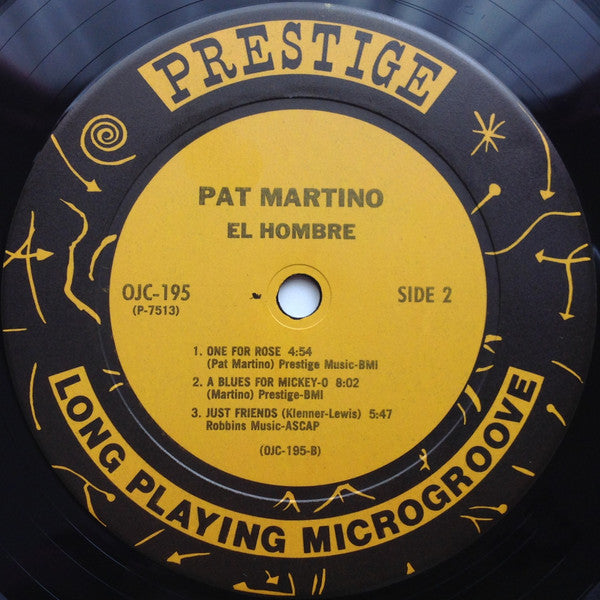 PRESTIGE
PAT MARTINO
EL HOMBRE
OJC-195
(P-7513)
SIDE 2
1. ONE FOR ROSE 4:54
(Pat Martino) Prestige Music-BMI
2. A BLUES FOR MICKEY-O 8:02
(Martino) Prestige-BMI
3. JUST FRIENDS (Klenner-Lewis) 5:47
Robbins Music-ASCAP
(OJC-195-B)
LONG PLAYING MICROGROOVE